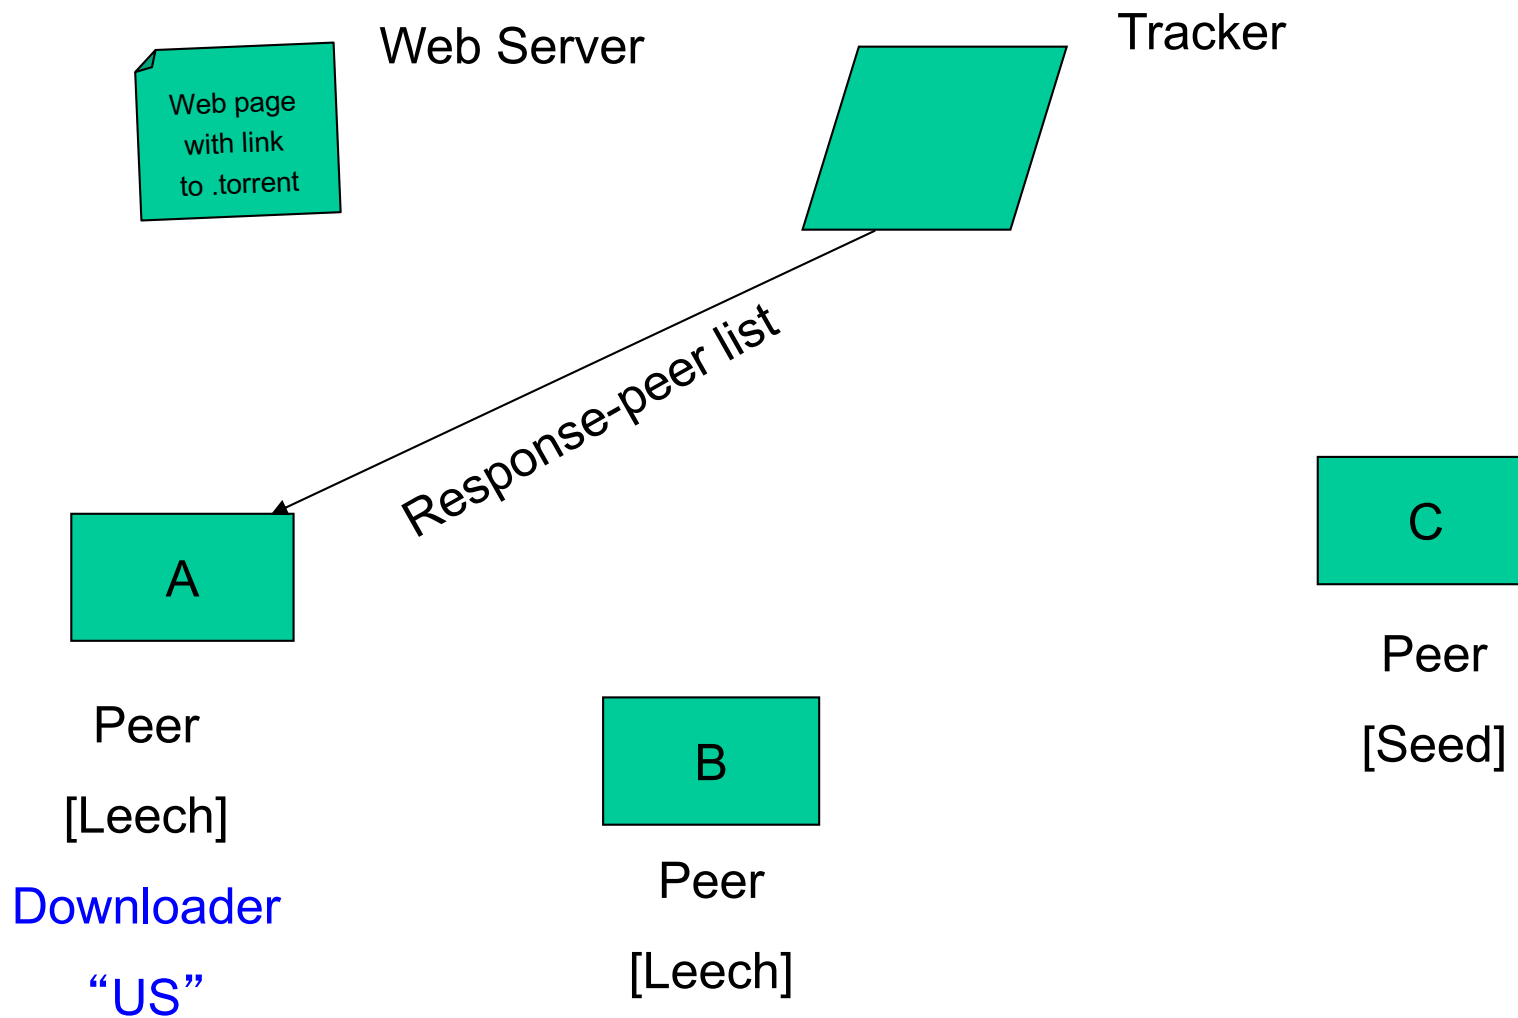 Web Server
Tracker
Web page
with link
to .torrent
Response-peer list
A
Peer
[Leech]
Downloader
“US”
B
Peer
[Leech]
C
Peer
[Seed]